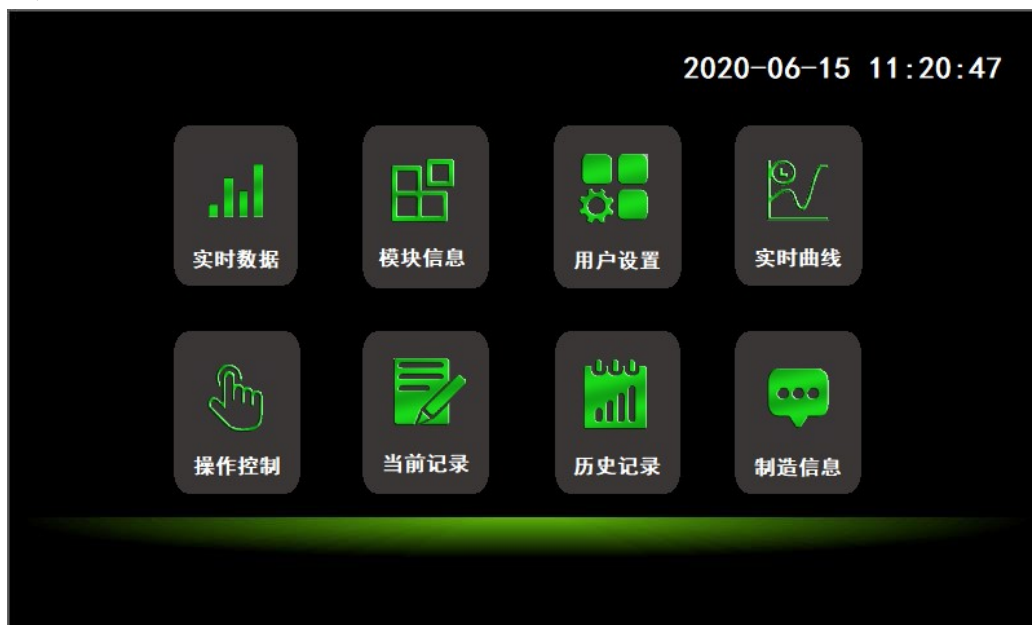 2020-06-15 11:20:47
实时数据
模块信息
用户设置
实时曲线
操作控制
当前记录
历史记录
制造信息